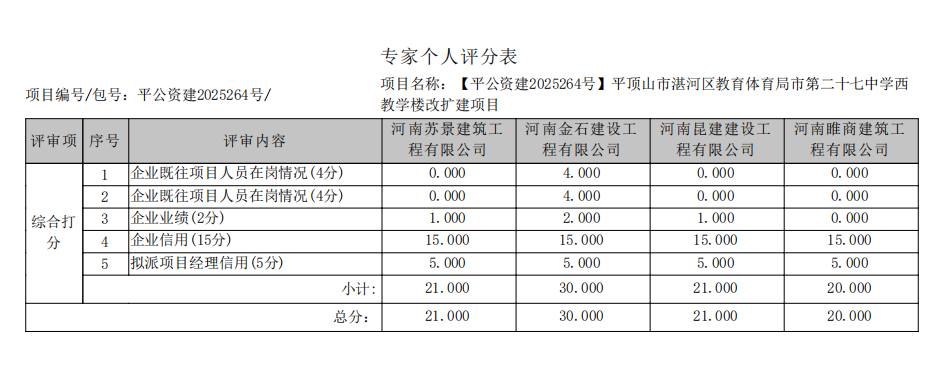 专家个人评分表
项目编号/包号: 平公资建2025264号/
项目名称: 【平公资建2025264号】平顶山市湛河区教育体育局市第二十七中学西
教学楼改扩建项目
评审项 序号 评审内容 河南苏景建筑工程有限公司 河南金石建设工程有限公司 河南昆建建设工程有限公司 河南睢商建筑工程有限公司
综合打分
1 企业既往项目人员在岗情况(4分) 0.000 4.000 0.000 0.000
2 企业既往项目人员在岗情况(4分) 0.000 4.000 0.000 0.000
3 企业业绩(2分) 1.000 2.000 1.000 0.000
4 企业信用(15分) 15.000 15.000 15.000 15.000
5 拟派项目经理信用(5分) 5.000 5.000 5.000 5.000
小计: 21.000 30.000 21.000 20.000
总分: 21.000 30.000 21.000 20.000